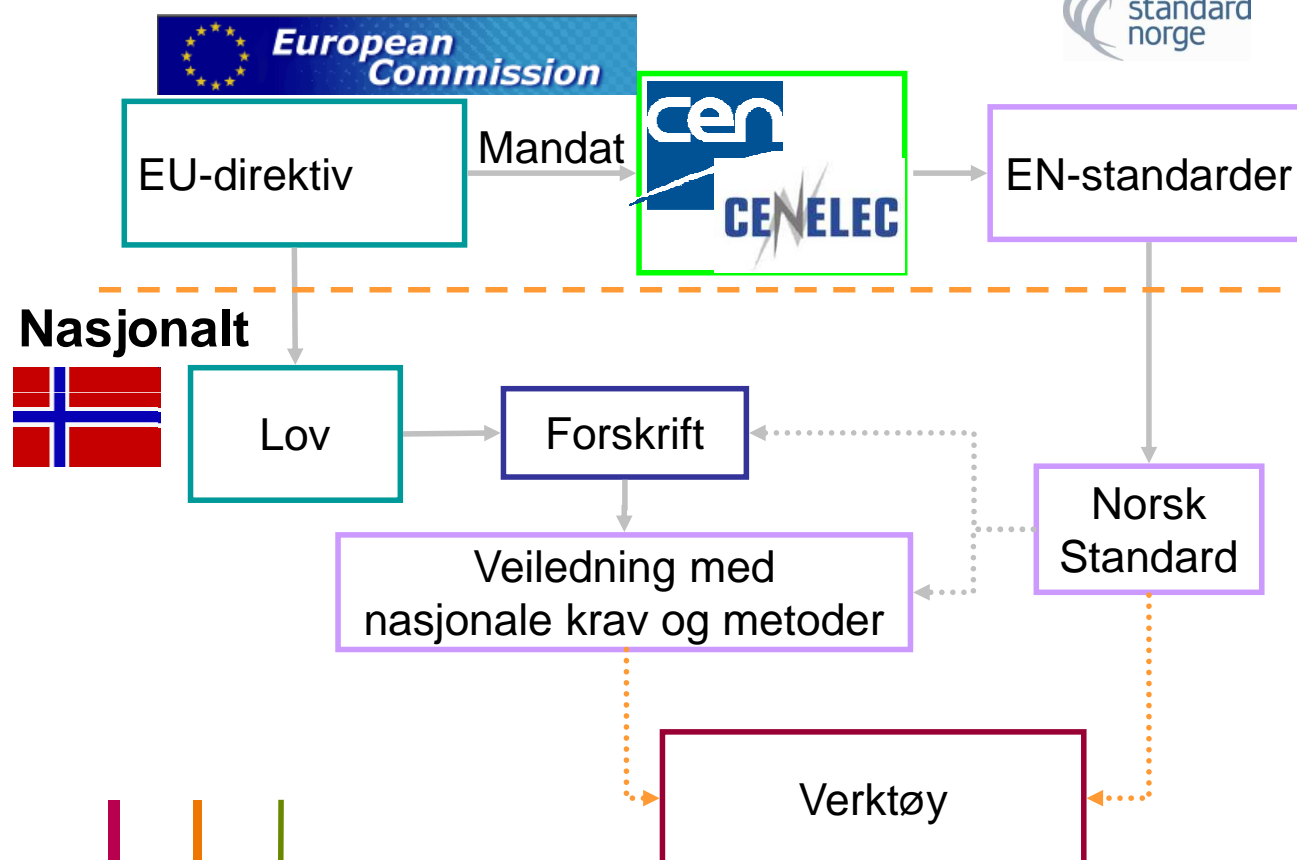 standard
norge
European
Commission
EU-direktiv
Mandat
cen
CENELEC
EN-standarder
Nasjonalt
Lov
Forskrift
Norsk
Standard
Veiledning med
nasjonale krav og metoder
Verktøy